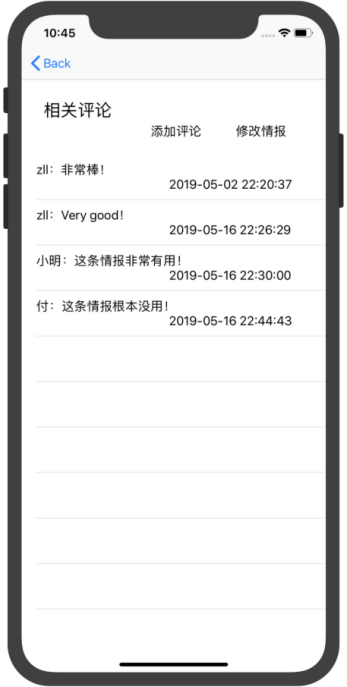 10:45
Back
相关评论
添加评论 修改情报
zll：非常棒！
2019-05-02 22:20:37
zll：Very good！
2019-05-16 22:26:29
小明：这条情报非常有用！
2019-05-16 22:30:00
付：这条情报根本没用！
2019-05-16 22:44:43